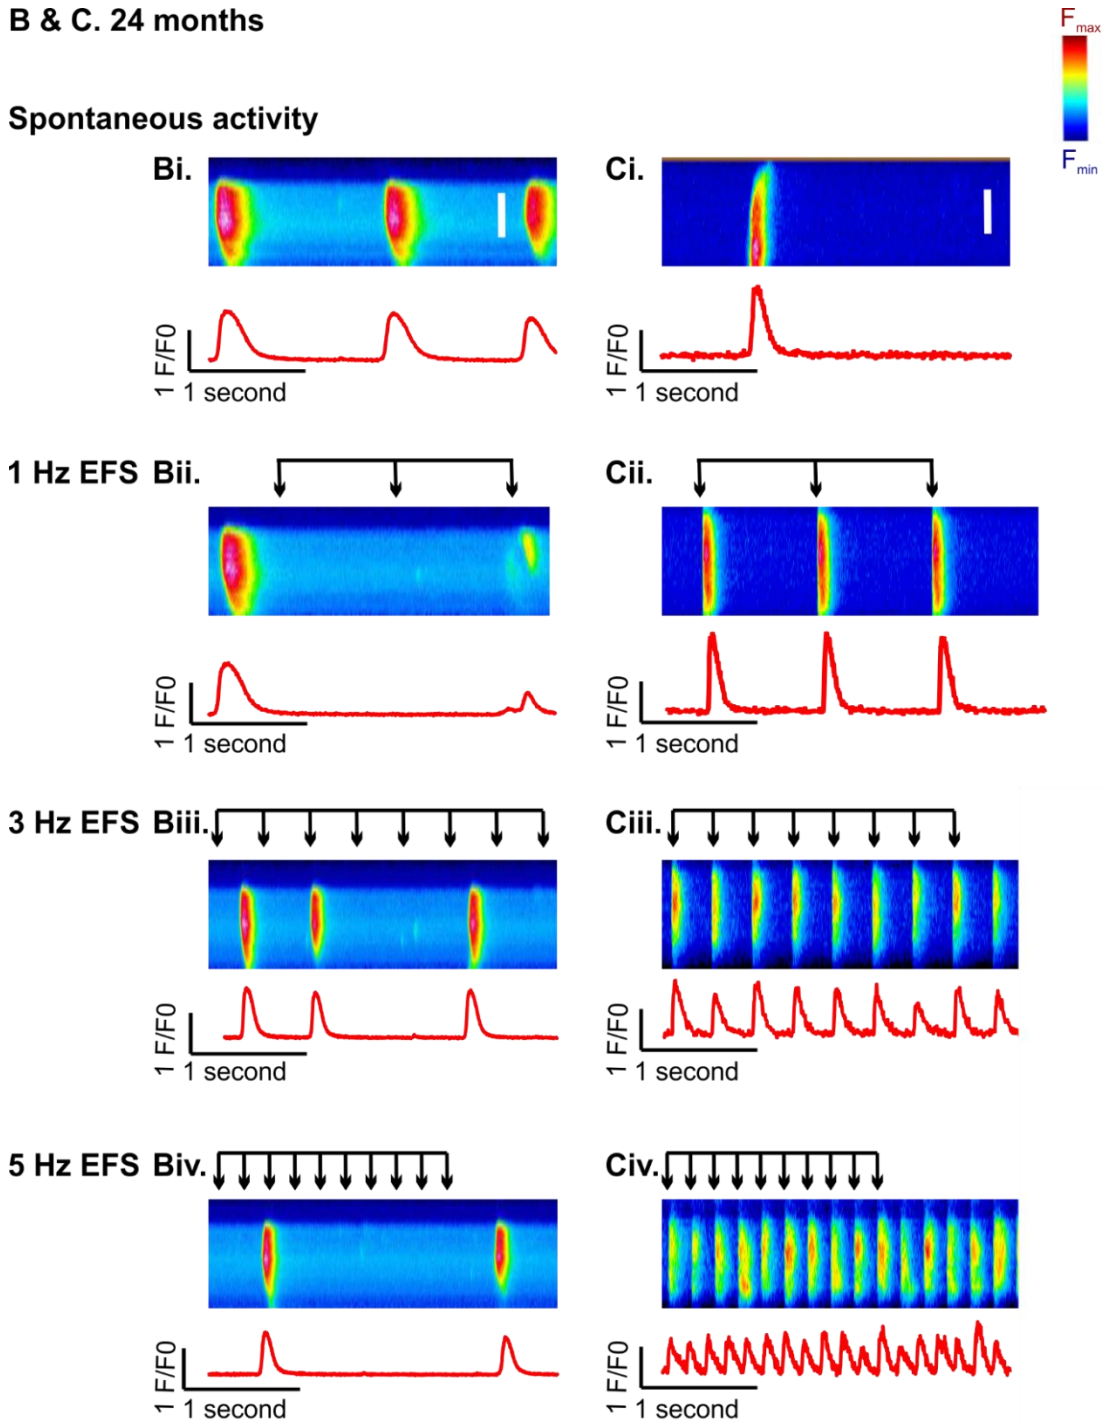 B & C. 24 months
Fmax
Fmin
Spontaneous activity
Bi.
Ci.
1 F/F0
1 second
1 F/F0
1 second
1 Hz EFS Bii.
Cii.
1 F/F0
1 second
1 F/F0
1 second
3 Hz EFS Biii.
Ciii.
1 F/F0
1 second
1 F/F0
1 second
5 Hz EFS Biv.
Civ.
1 F/F0
1 second
1 F/F0
1 second